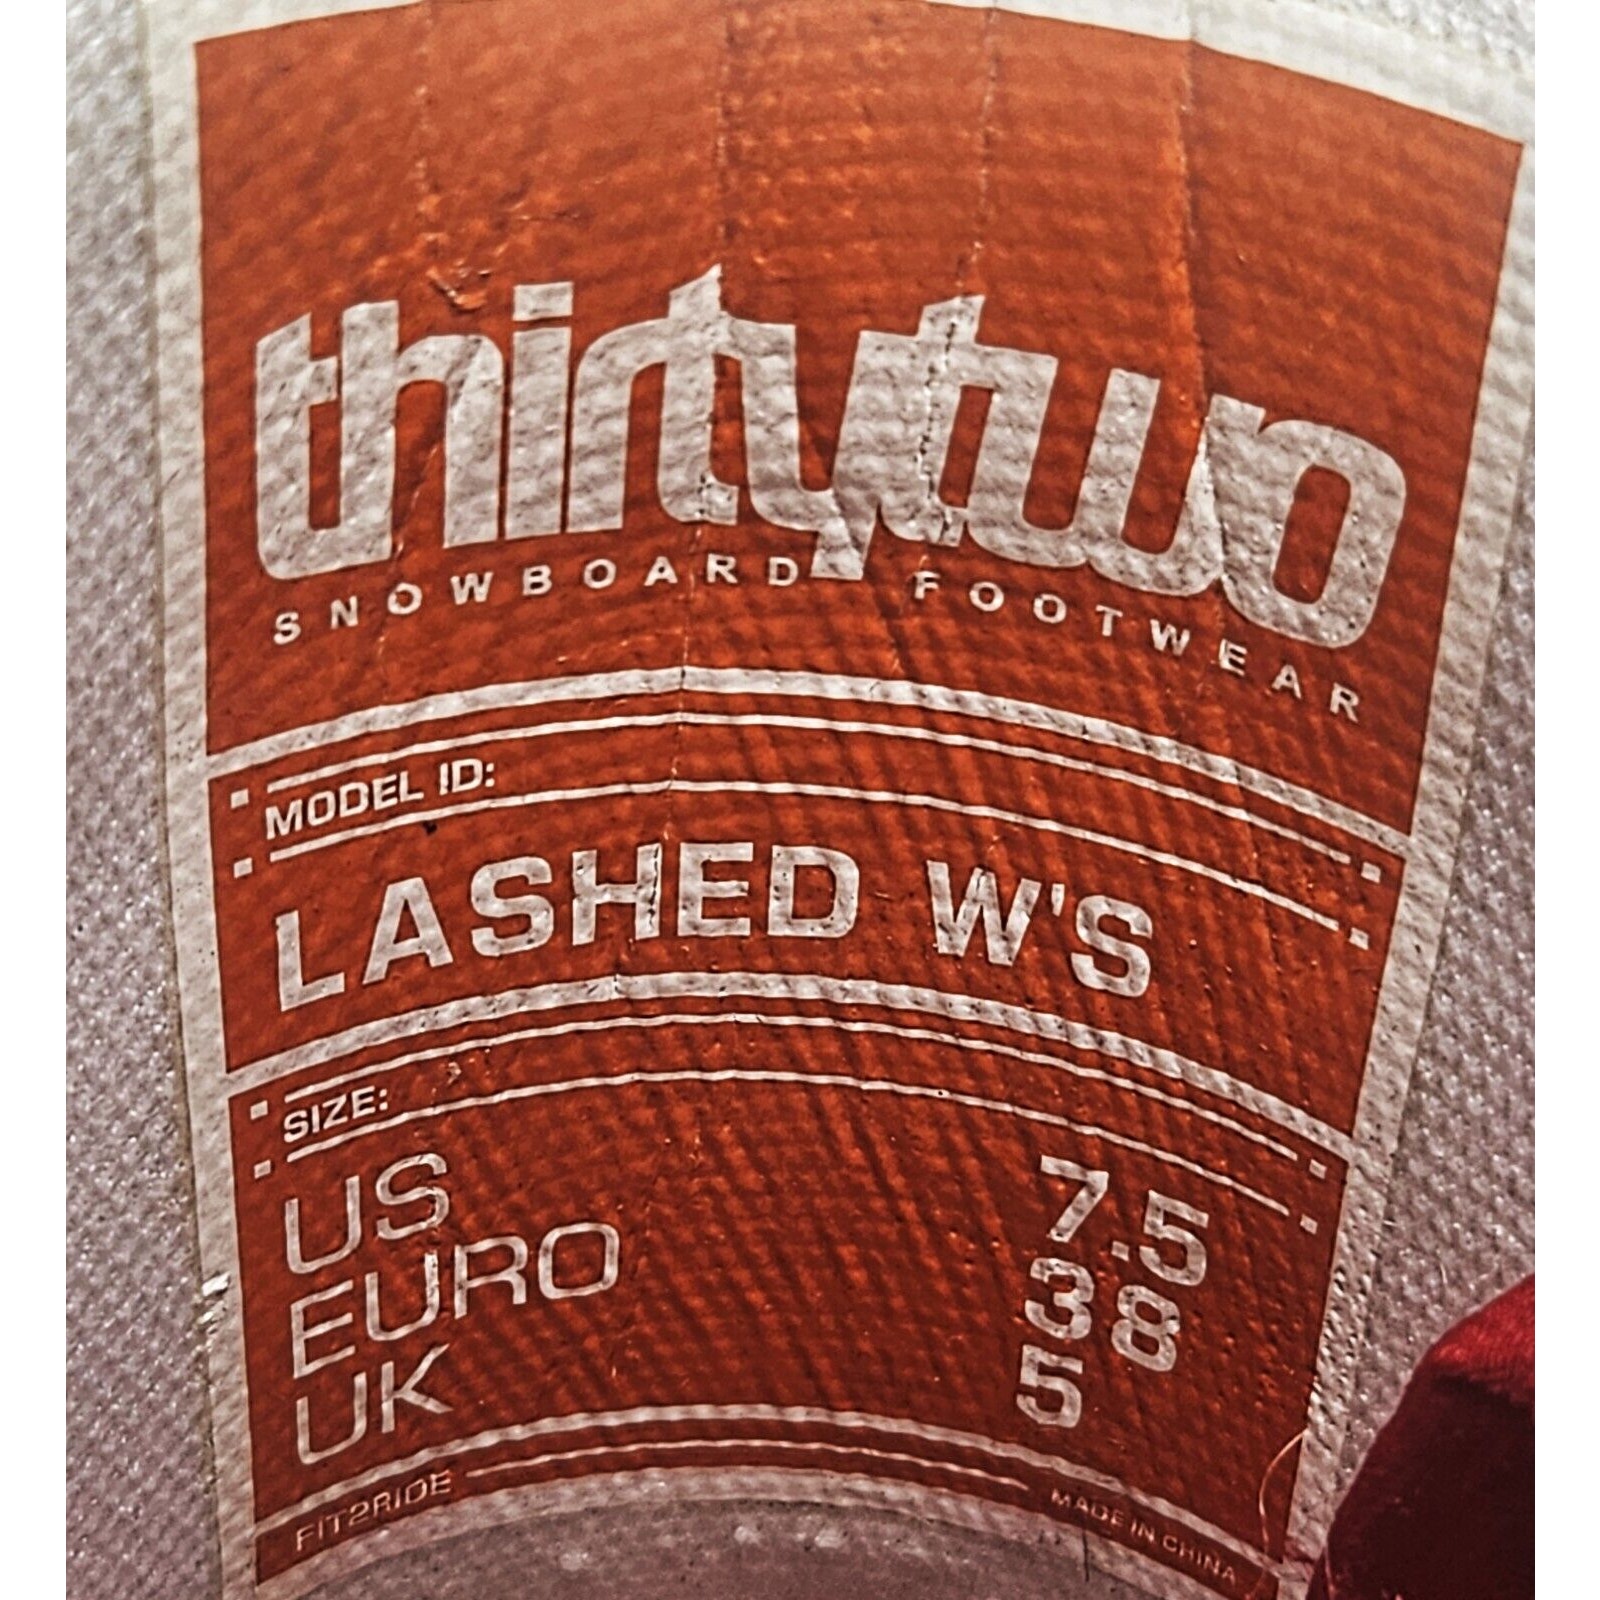 thirtytwo
SNOWBOARD FOOTWEAR
MODEL ID:
LASHED W'S
SIZE:
US 7.5
EURO 38
UK 5
FIT2RIDE MADE IN CHINA